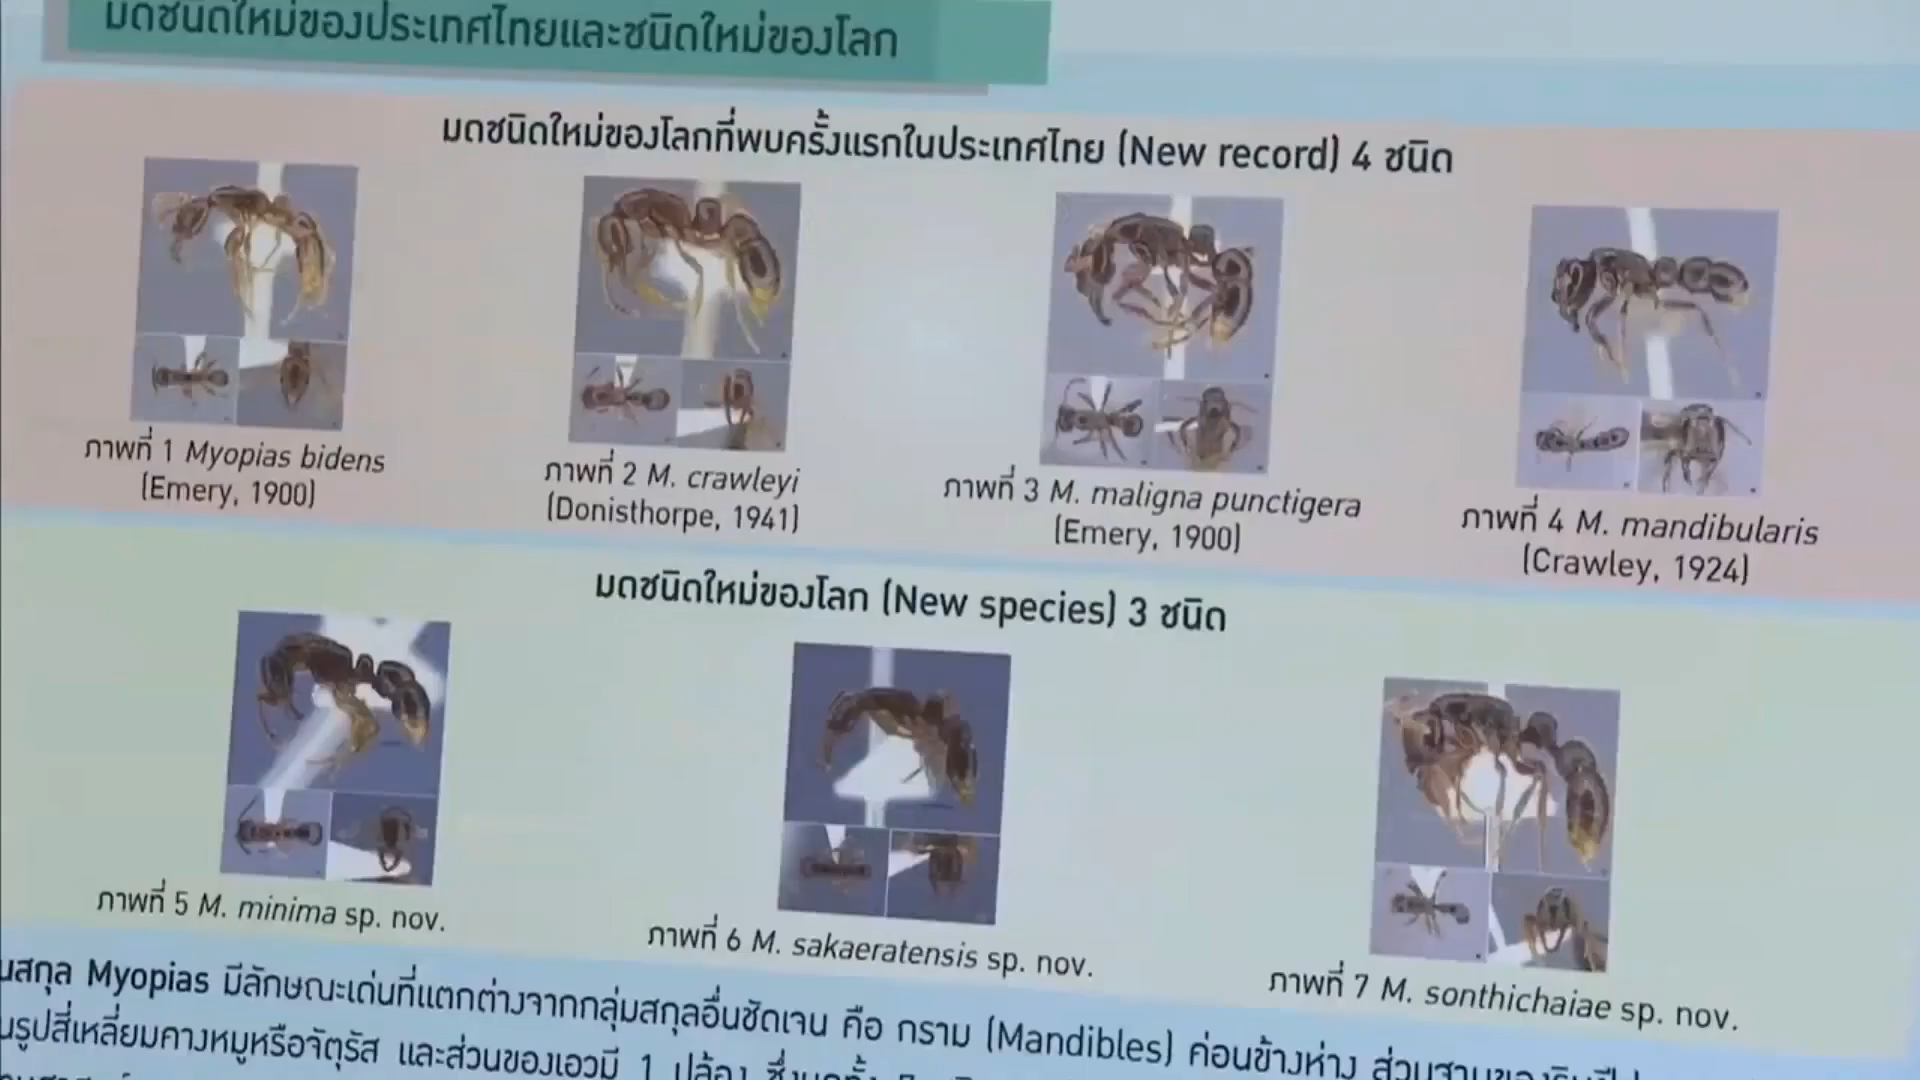 มดชนิดใหม่ของประเทศไทยและชนิดใหม่ของโลก
มดชนิดใหม่ของโลกที่พบครั้งแรกในประเทศไทย (New record) 4 ชนิด
ภาพที่ 1 Myopias bidens
(Emery, 1900)
ภาพที่ 2 M. crawleyi
(Donisthorpe, 1941)
ภาพที่ 3 M. maligna punctigera
(Emery, 1900)
ภาพที่ 4 M. mandibularis
(Crawley, 1924)
มดชนิดใหม่ของโลก (New species) 3 ชนิด
ภาพที่ 5 M. minima sp. nov.
ภาพที่ 6 M. sakaeratensis sp. nov.
ภาพที่ 7 M. sonthichaiae sp. nov.
สกุล Myopias มีลักษณะเด่นที่แตกต่างจากกลุ่มสกุลอื่นชัดเจน คือ กราม (Mandibles) ค่อนข้างห่าง
รูปสี่เหลี่ยมคางหมูหรือจัตุรัส และส่วนของเอวมี 1 ปล้อง